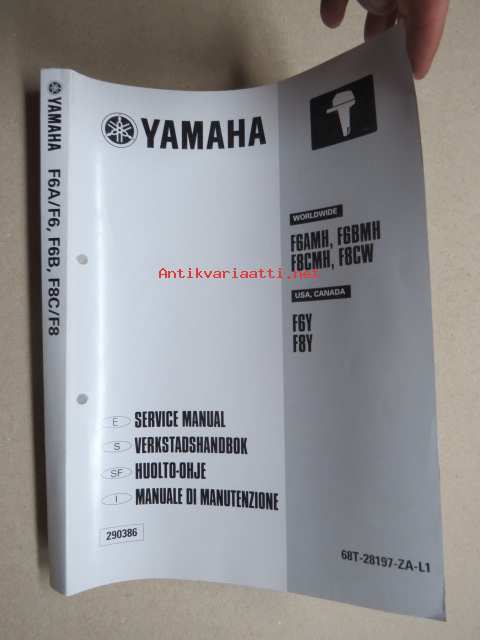 YAMAHA F6A/F6, F6B, F8C/F8
YAMAHA
WORLDWIDE
F6AMH, F6BMH
F8CMH, F8CW
USA, CANADA
F6Y
F8Y
Antikvariaatti.net
E SERVICE MANUAL
S VERKSTADSHANDBOK
SF HUOLTO-OHJE
I MANUALE DI MANUTENZIONE
290386
68T-28197-ZA-L1